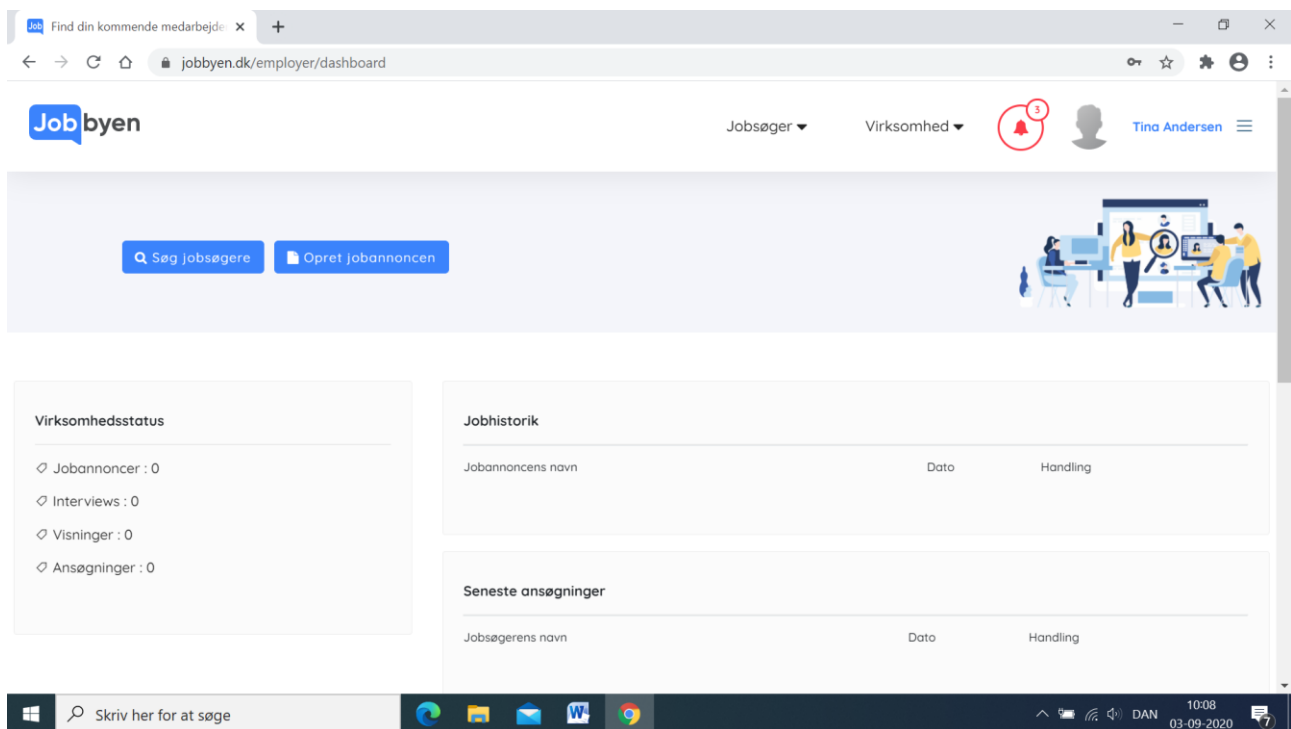 Job Find din kommende medarbejde
jobbyen.dk/employer/dashboard
Jobbyen
Jobsøger
Virksomhed
3
Tina Andersen
Søg jobsøgere
Opret jobannoncen
Virksomhedsstatus
Jobannoncer : 0
Interviews : 0
Visninger : 0
Ansøgninger : 0
Jobhistorik
Jobannoncens navn Dato Handling
Seneste ansøgninger
Jobsøgerens navn Dato Handling
Skriv her for at søge
W
DAN
10:08
03-09-2020
7